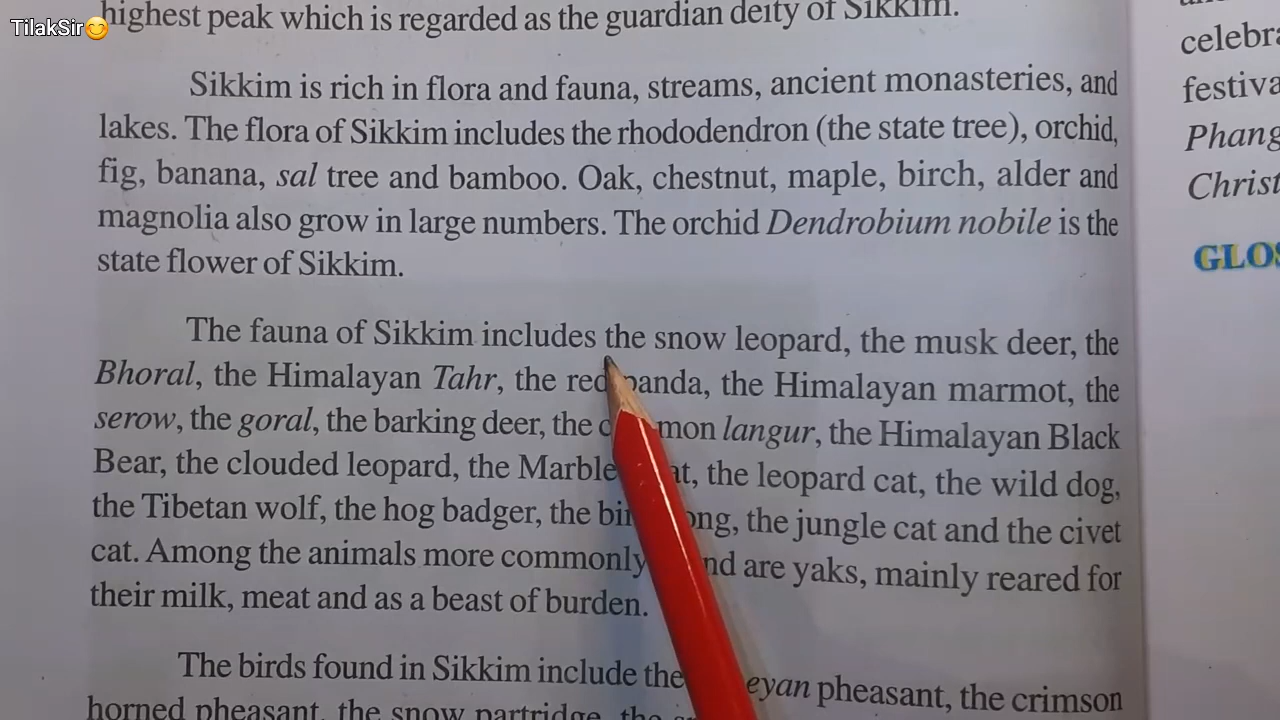 TilakSir😊
highest peak which is regarded as the guardian deity of Sikkim.
Sikkim is rich in flora and fauna, streams, ancient monasteries, and
lakes. The flora of Sikkim includes the rhododendron (the state tree), orchid,
fig, banana, sal tree and bamboo. Oak, chestnut, maple, birch, alder and
magnolia also grow in large numbers. The orchid Dendrobium nobile is the
state flower of Sikkim.
The fauna of Sikkim includes the snow leopard, the musk deer, the
Bhoral, the Himalayan Tahr, the red panda, the Himalayan marmot, the
serow, the goral, the barking deer, the langur, the Himalayan Black
Bear, the clouded leopard, the the leopard cat, the wild dog,
the Tibetan wolf, the hog badger, the the jungle cat and the civet
cat. Among the animals more commonly are yaks, mainly reared for
their milk, meat and as a beast of burden.
The birds found in Sikkim include the pheasant, the crimson
horned pheasant, the snow partridge, the
GLOS